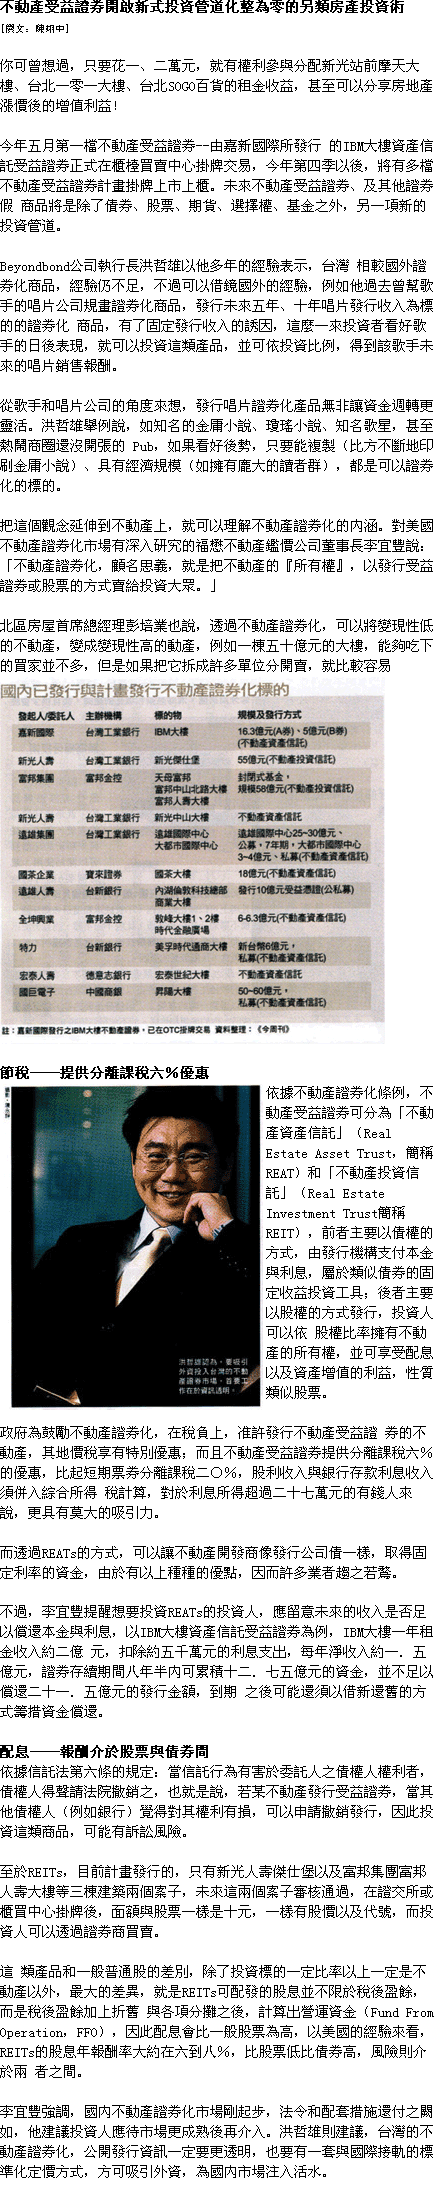 不動產受益證券開啟新式投資管道化整為零的另類房產投資術
[撰文：陳炳中]
你可曾想過，只要花一、二萬元，就有權利參與分配新光站前摩天大
樓、台北一零一大樓、台北SOGO百貨的租金收益，甚至可以分享房地產
漲價後的增值利益!
今年五月第一檔不動產受益證券--由嘉新國際所發行 的IBM大樓資產信
託受益證券正式在櫃檯買賣中心掛牌交易，今年第四季以後，將有多檔
不動產受益證券計畫掛牌上市上櫃。未來不動產受益證券、及其他證券
假 商品將是除了債券、股票、期貨、選擇權、基金之外，另一項新的
投資管道。
Beyondbond公司執行長洪哲雄以他多年的經驗表示，台灣 相較國外證
券化商品，經驗仍不足，不過可以借鏡國外的經驗，例如他過去曾幫歌
手的唱片公司規畫證券化商品，發行未來五年、十年唱片發行收入為標
的的證券化 商品，有了固定發行收入的誘因，這麼一來投資者看好歌
手的日後表現，就可以投資這類產品，並可依投資比例，得到該歌手未
來的唱片銷售報酬。
從歌手和唱片公司的角度來想，發行唱片證券化產品無非讓資金週轉更
靈活。洪哲雄舉例說，如知名的金庸小說、瓊瑤小說、知名歌星，甚至
熱鬧商圈還沒開張的 Pub，如果看好後勢，只要能複製（比方不斷地印
刷金庸小說）、具有經濟規模（如擁有龐大的讀者群），都是可以證券
化的標的。
把這個觀念延伸到不動產上，就可以理解不動產證券化的內涵。對美國
不動產證券化市場有深入研究的福懋不動產鑑價公司董事長李宜豐說：
「不動產證券化，顧名思義，就是把不動產的『所有權』，以發行受益
證券或股票的方式賣給投資大眾。」
北區房屋首席總經理彭培業也說，透過不動產證券化，可以將變現性低
的不動產，變成變現性高的動產，例如一棟五十億元的大樓，能夠吃下
的買家並不多，但是如果把它拆成許多單位分開賣，就比較容易
國內已發行與計畫發行不動產證券化標的
發起人/委託人 主辦機構 標的物 規模及發行方式
嘉新國際 台灣工業銀行 IBM大樓 16.3億元(A券)、5億元(B券)
(不動產資產信託)
新光人壽 台灣工業銀行 新光傑仕堡 55億元(不動產投資信託)
富邦集團 富邦金控 天母富邦 封閉式基金，
富邦中山北路大樓 規模58億元(不動產投資信託)
富邦人壽大樓
新光人壽 台灣工業銀行 新光中山大樓 不動產資產信託
遠雄集團 台灣工業銀行 遠雄國際中心 遠雄國際中心25~30億元、
大都市國際中心 公募，7年期，大都市國際中心
3~4億元、私募(不動產資產信託)
國茶企業 寶來證券 國茶大樓 18億元(不動產資產信託)
遠雄人壽 台新銀行 內湖倫敦科技總部 發行10億元受益憑證(公私募)
商業大樓
全坤興業 富邦金控 敦峰大樓1、2樓 6-6.3億元(不動產資產信託)
時代金融廣場
特力 台新銀行 美孚時代通商大樓 新台幣6億元，
私募(不動產資產信託)
宏泰人壽 德意志銀行 宏泰世紀大樓 不動產資產信託
國巨電子 中國商銀 昇陽大樓 50~60億元，
私募(不動產資產信託)
註：嘉新國際發行之IBM大樓不動產證券，已在OTC掛牌交易 資料整理：《今周刊》
節稅——提供分離課稅六％優惠
依據不動產證券化條例，不
動產受益證券可分為「不動
產資產信託」（Real
Estate Asset Trust，簡稱
REAT）和「不動產投資信
託」（Real Estate
Investment Trust簡稱
REIT），前者主要以債權的
方式，由發行機構支付本金
與利息，屬於類似債券的固
定收益投資工具；後者主要
以股權的方式發行，投資人
可以依 股權比率擁有不動
產的所有權，並可享受配息
以及資產增值的利益，性質
類似股票。
洪哲雄認為，要吸引
外資投入台灣的不動
產證券市場，首要工
作在於資訊透明。
政府為鼓勵不動產證券化，在稅負上，准許發行不動產受益證 券的不
動產，其地價稅享有特別優惠；而且不動產受益證券提供分離課稅六％
的優惠，比起短期票券分離課稅二〇％，股利收入與銀行存款利息收入
須併入綜合所得 稅計算，對於利息所得超過二十七萬元的有錢人來
說，更具有莫大的吸引力。
而透過REATs的方式，可以讓不動產開發商像發行公司債一樣，取得固
定利率的資金，由於有以上種種的優點，因而許多業者趨之若鶩。
不過，李宜豐提醒想要投資REATs的投資人，應留意未來的收入是否足
以償還本金與利息，以IBM大樓資產信託受益證券為例，IBM大樓一年租
金收入約二億 元，扣除約五千萬元的利息支出，每年淨收入約一．五
億元，證券存續期間八年半內可累積十二．七五億元的資金，並不足以
償還二十一．五億元的發行金額，到期 之後可能還須以借新還舊的方
式籌措資金償還。
配息——報酬介於股票與債券間
依據信託法第六條的規定：當信託行為有害於委託人之債權人權利者，
債權人得聲請法院撤銷之，也就是說，若某不動產發行受益證券，當其
他債權人（例如銀行）覺得對其權利有損，可以申請撤銷發行，因此投
資這類商品，可能有訴訟風險。
至於REITs，目前計畫發行的，只有新光人壽傑仕堡以及富邦集團富邦
人壽大樓等三棟建築兩個案子，未來這兩個案子審核通過，在證交所或
櫃買中心掛牌後，面額與股票一樣是十元，一樣有股價以及代號，而投
資人可以透過證券商買賣。
這 類產品和一般普通股的差別，除了投資標的一定比率以上一定是不
動產以外，最大的差異，就是REITs可配發的股息並不限於稅後盈餘，
而是稅後盈餘加上折舊 與各項分攤之後，計算出營運資金（Fund From
Operation，FFO），因此配息會比一般股票為高，以美國的經驗來看，
REITs的股息年報酬率大約在六到八％，比股票低比債券高，風險則介
於兩 者之間。
李宜豐強調，國內不動產證券化市場剛起步，法令和配套措施還付之闕
如，他建議投資人應待市場更成熟後再介入。洪哲雄則建議，台灣的不
動產證券化，公開發行資訊一定要更透明，也要有一套與國際接軌的標
準化定價方式，方可吸引外資，為國內市場注入活水。